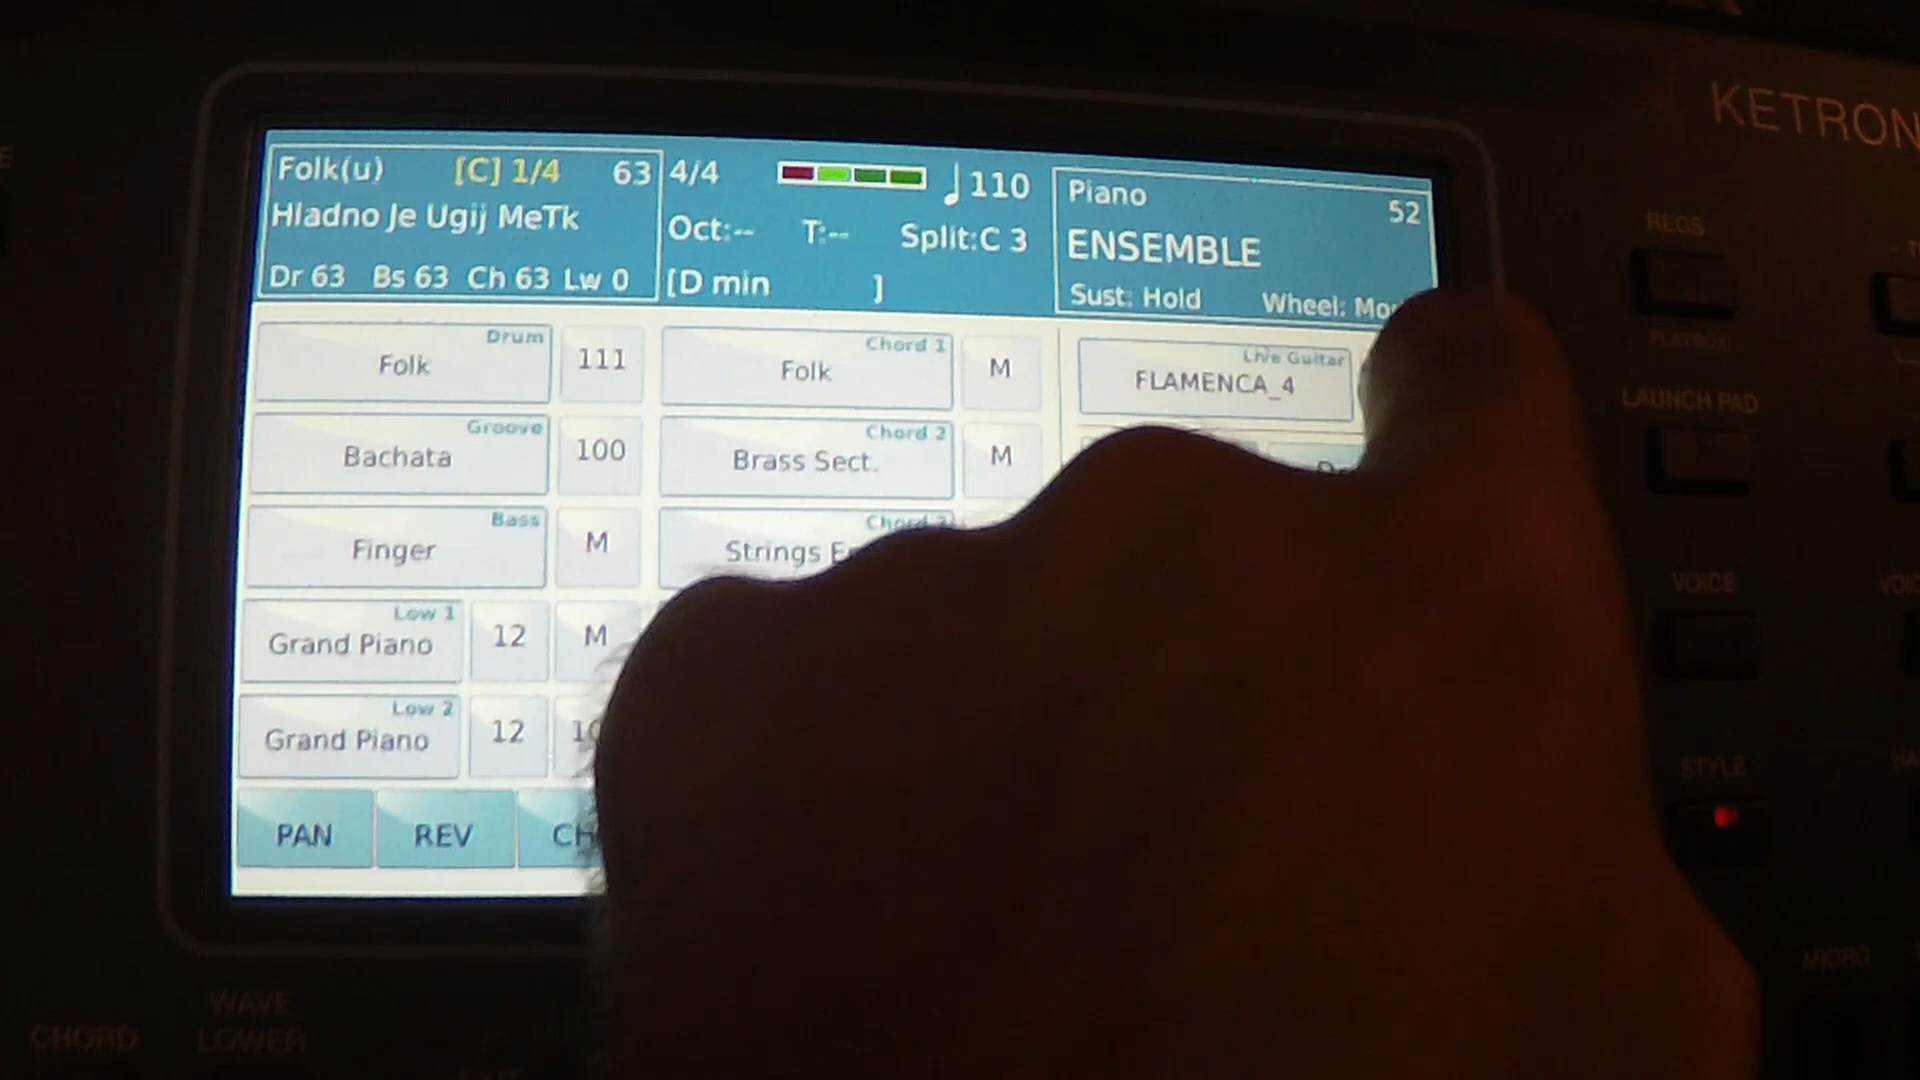 KETRON
Folk(u) [C] 1/4 63
Hladno Je Ugij MeTk
Dr 63 Bs 63 Ch 63 Lw 0
4/4 110
Oct:-- T:-- Split:C 3
[D min ]
Piano 52
ENSEMBLE
Sust: Hold Wheel:
Drum
Folk 111
Groove
Bachata 100
Bass
Finger M
Low 1
Grand Piano 12 M
Low 2
Grand Piano 12
Chord 1
Folk M
Chord 2
Brass Sect. M
Chord
Strings
Live Guitar
FLAMENCA_4
PAN REV
REGS
PLAYBOX
LAUNCH PAD
VOICE
STYLE
MICRO
CHORD
WAVE
LOWER